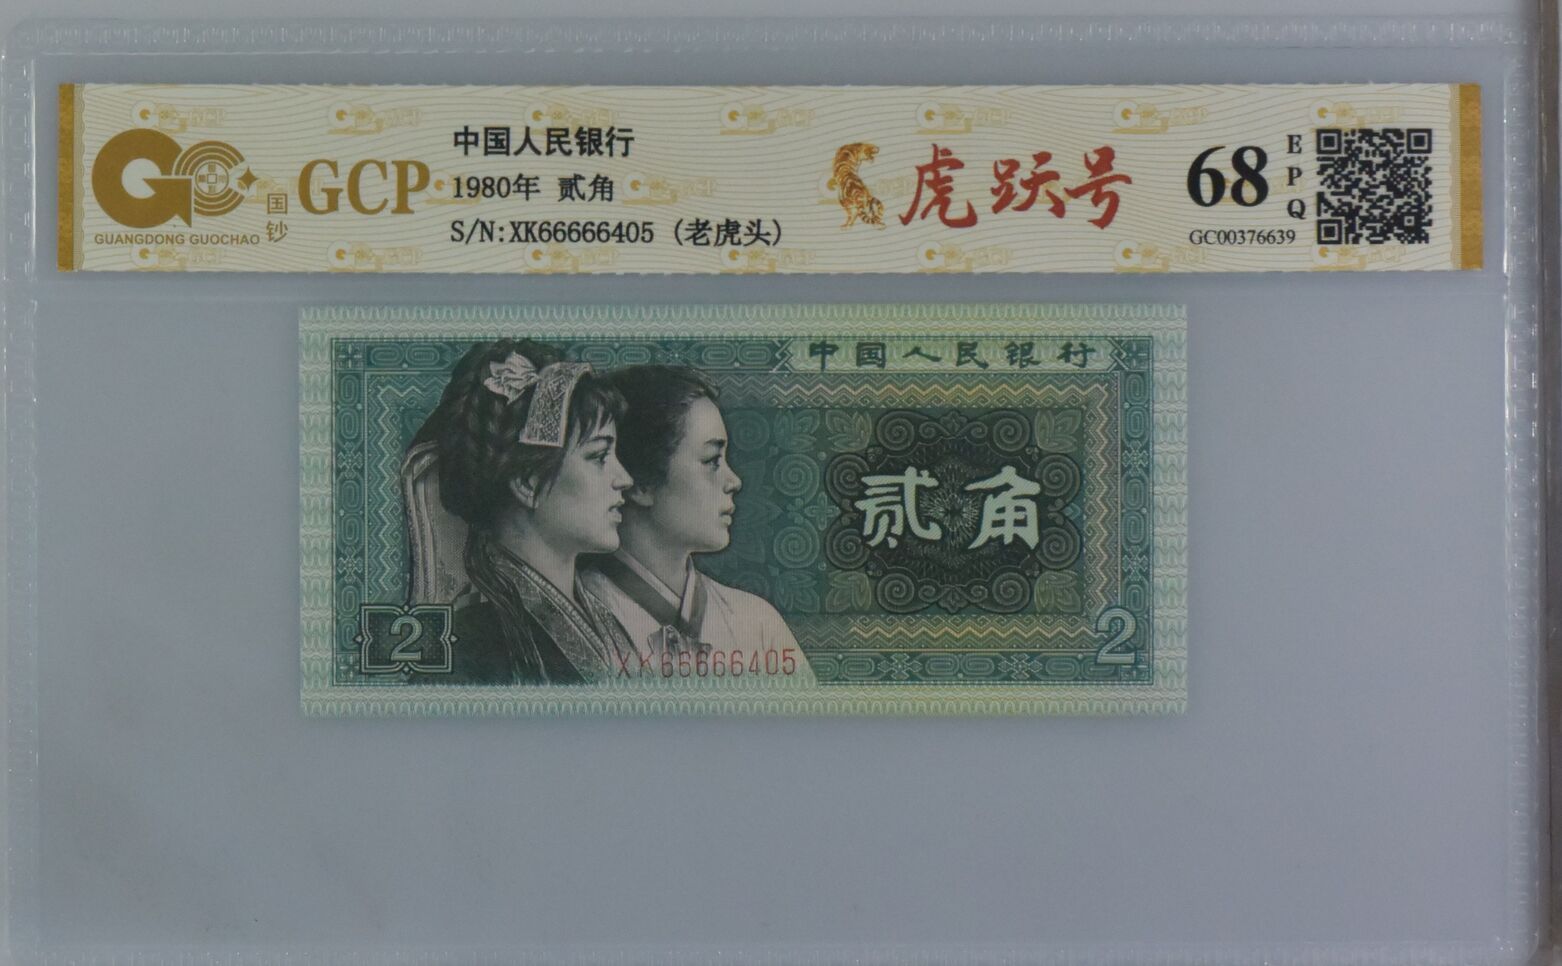 国钞
GUANGDONG GUOCHAO
GCP
中国人民银行
1980年 贰角
S/N:XK66666405 (老虎头)
虎跃号
68
EPQ
GC00376639
中国人民银行
贰角
2
XK66666405
2